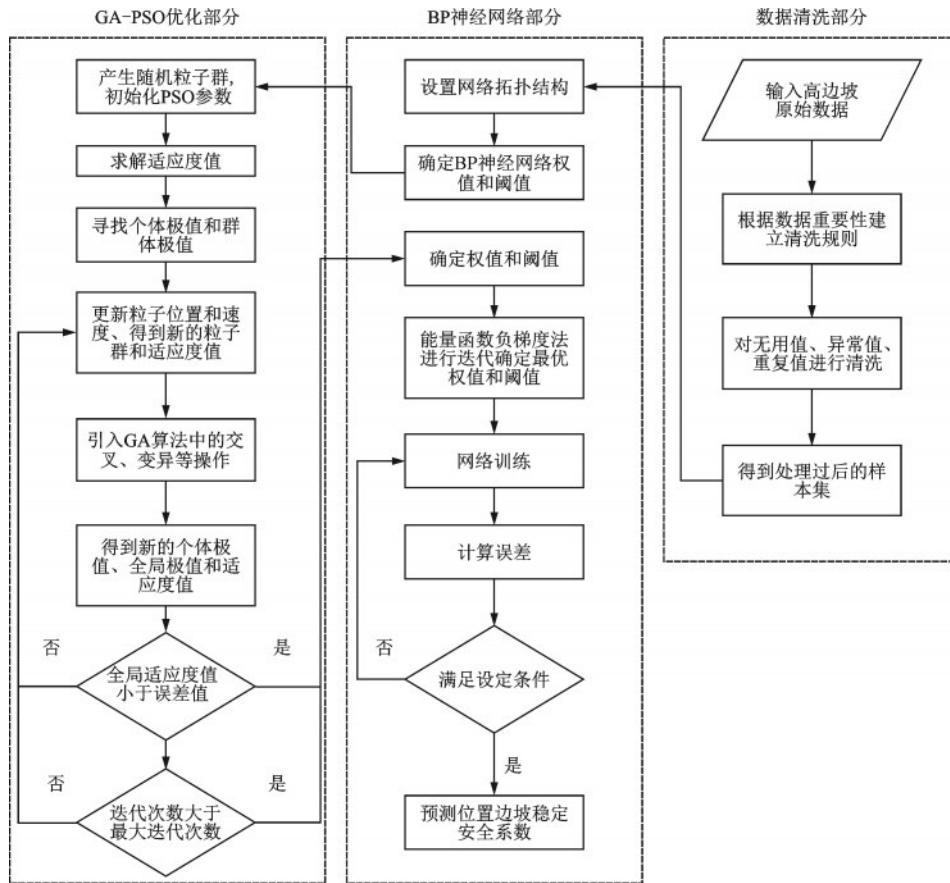 GA-PSO优化部分
产生随机粒子群,
初始化PSO参数
求解适应度值
寻找个体极值和群
体极值
更新粒子位置和速
度、得到新的粒子
群和适应度值
引入GA算法中的交
叉、变异等操作
得到新的个体极
值、全局极值和适
应度值
否
是
全局适应度值
小于误差值
否
是
迭代次数大于
最大迭代次数
BP神经网络部分
设置网络拓扑结构
确定BP神经网络权
值和阈值
确定权值和阈值
能量函数负梯度法
进行迭代确定最优
权值和阈值
网络训练
计算误差
否
满足设定条件
是
预测位置边坡稳定
安全系数
数据清洗部分
输入高边坡
原始数据
根据数据重要性建
立清洗规则
对无用值、异常值、
重复值进行清洗
得到处理过后的样
本集